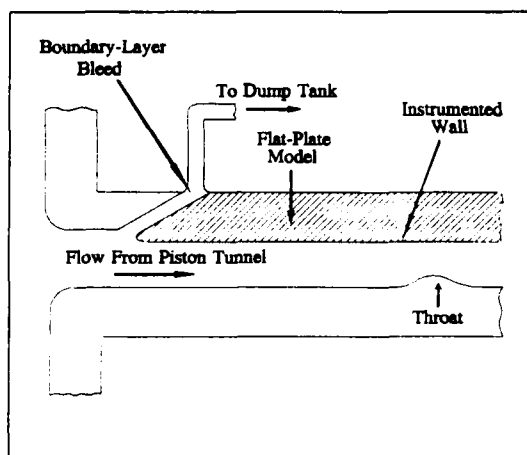 Boundary-Layer
Bleed
To Dump Tank
Instrumented
Wall
Flat-Plate
Model
Flow From Piston Tunnel
Throat